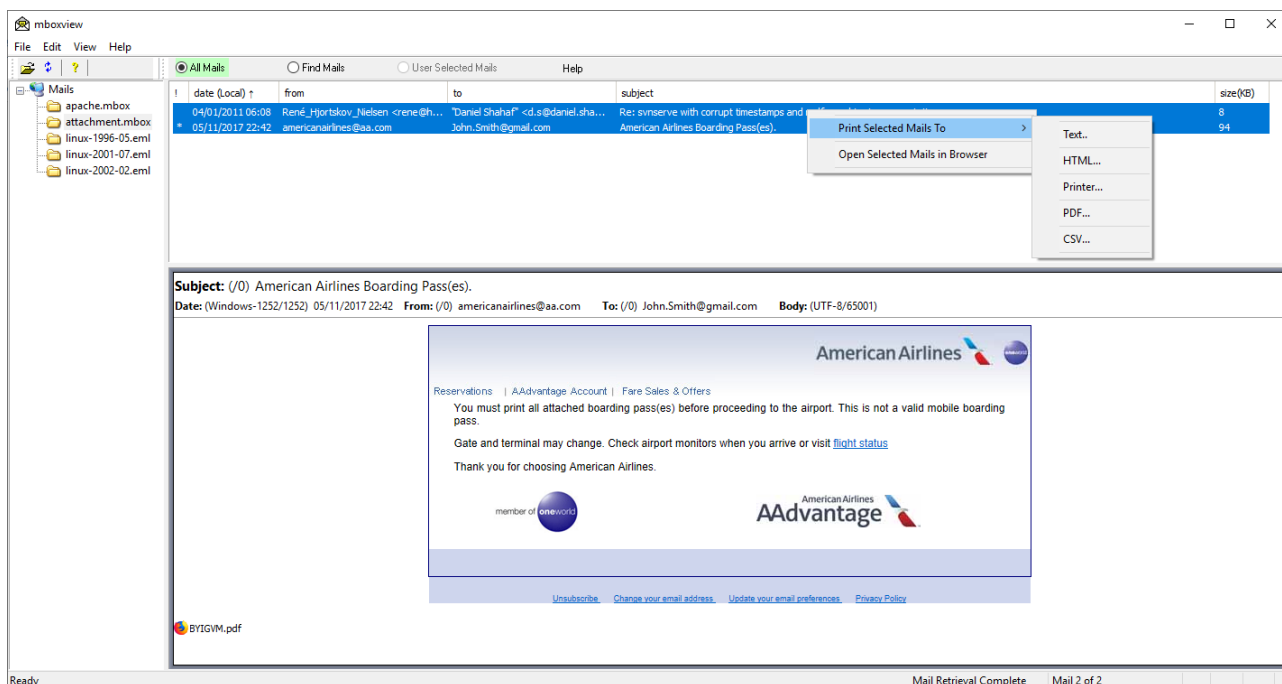 mboxview
File Edit View Help
All Mails Find Mails User Selected Mails Help
Mails
apache.mbox
attachment.mbox
linux-1996-05.eml
linux-2001-07.eml
linux-2002-02.eml
! date (Local) ↑ from to subject size(KB)
04/01/2011 06:08 René_Hjortskov_Nielsen <rene@h... "Daniel Shahaf" <d.s@daniel.sha... Re: svnserve with corrupt timestamps and 8
* 05/11/2017 22:42 americanairlines@aa.com John.Smith@gmail.com American Airlines Boarding Pass(es). 94
Print Selected Mails To >
Open Selected Mails in Browser
Text..
HTML...
Printer...
PDF...
CSV...
Subject: (/0) American Airlines Boarding Pass(es).
Date: (Windows-1252/1252) 05/11/2017 22:42 From: (/0) americanairlines@aa.com To: (/0) John.Smith@gmail.com Body: (UTF-8/65001)
American Airlines oneworld
Reservations | AAdvantage Account | Fare Sales & Offers
You must print all attached boarding pass(es) before proceeding to the airport. This is not a valid mobile boarding
pass.
Gate and terminal may change. Check airport monitors when you arrive or visit flight status
Thank you for choosing American Airlines.
member of oneworld
American Airlines
AAdvantage
Unsubscribe Change your email address Update your email preferences Privacy Policy
BYIGVM.pdf
Ready Mail Retrieval Complete Mail 2 of 2